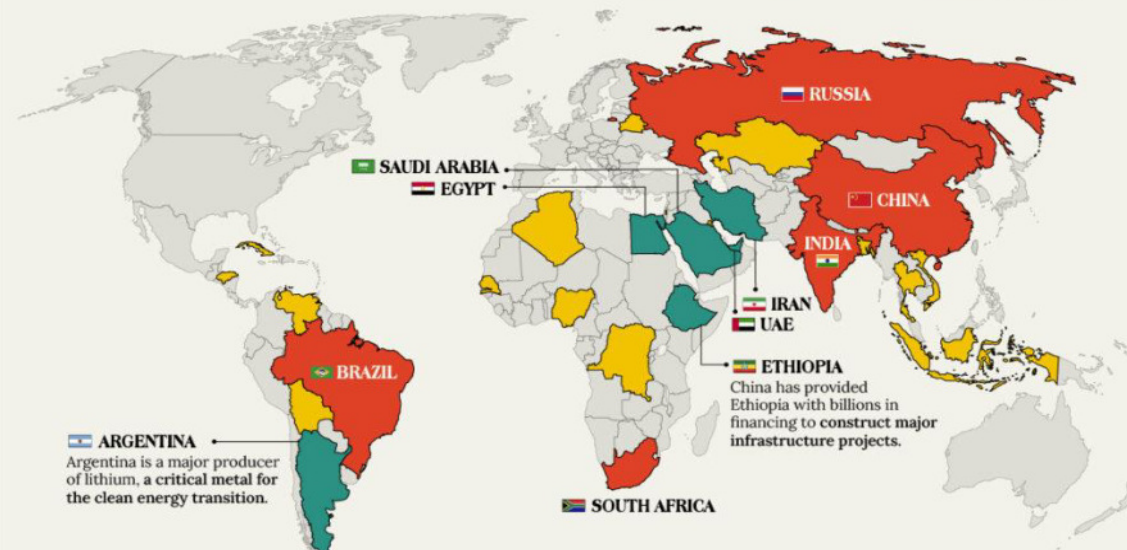 RUSSIA
SAUDI ARABIA
EGYPT
CHINA
INDIA
IRAN
UAE
BRAZIL
ETHIOPIA
China has provided
Ethiopia with billions in
financing to construct major
infrastructure projects.
ARGENTINA
Argentina is a major producer
of lithium, a critical metal for
the clean energy transition.
SOUTH AFRICA